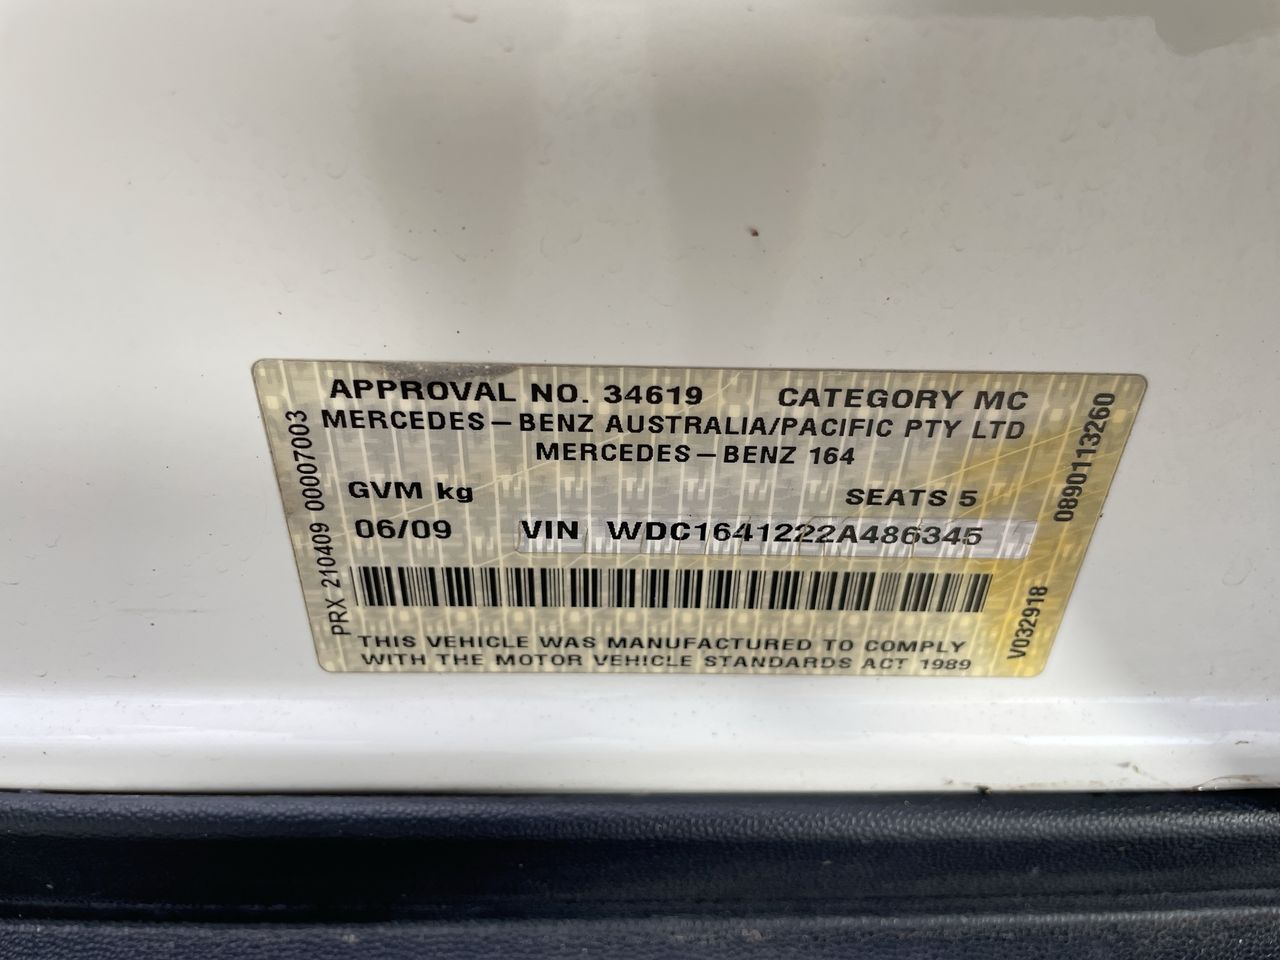 APPROVAL NO. 34619 CATEGORY MC
MERCEDES-BENZ AUSTRALIA/PACIFIC PTY LTD
MERCEDES-BENZ 164
GVM kg SEATS 5
06/09 VIN WDC1641222A486345
THIS VEHICLE WAS MANUFACTURED TO COMPLY
WITH THE MOTOR VEHICLE STANDARDS ACT 1989
PRX 210409 00007003
0890113260
V032918